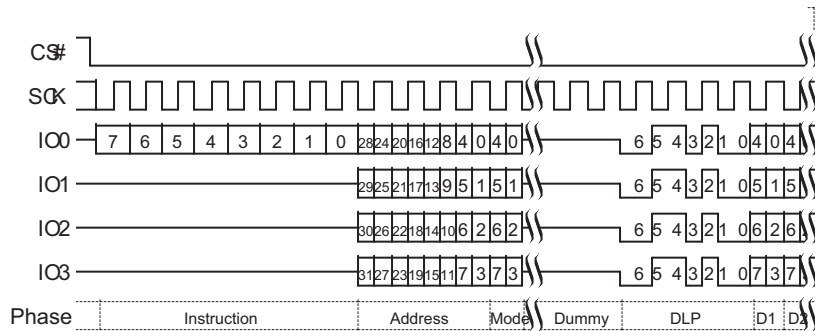 CS#
SCK
IO0 7 6 5 4 3 2 1 0 28 24 20 16 12 8 4 0 4 0 6 5 4 3 2 1 0 4 0 4
IO1 29 25 21 17 13 9 5 1 5 1 6 5 4 3 2 1 0 5 1 5
IO2 30 26 22 18 14 10 6 2 6 2 6 5 4 3 2 1 0 6 2 6
IO3 31 27 23 19 15 11 7 3 7 3 6 5 4 3 2 1 0 7 3 7
Phase Instruction Address Mode Dummy DLP D1 D2